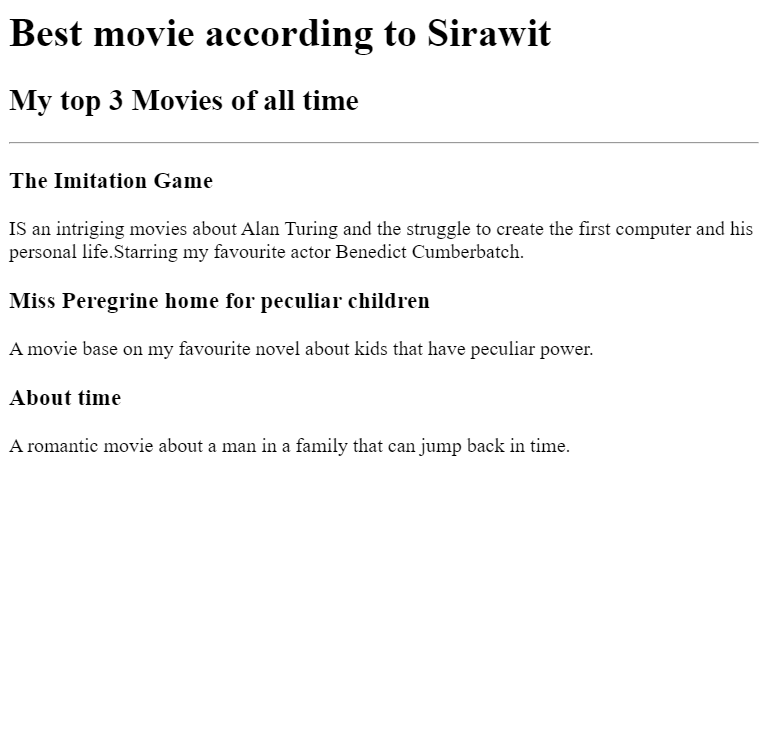 Best movie according to Sirawit
My top 3 Movies of all time
The Imitation Game
IS an intriging movies about Alan Turing and the struggle to create the first computer and his
personal life.Starring my favourite actor Benedict Cumberbatch.
Miss Peregrine home for peculiar children
A movie base on my favourite novel about kids that have peculiar power.
About time
A romantic movie about a man in a family that can jump back in time.